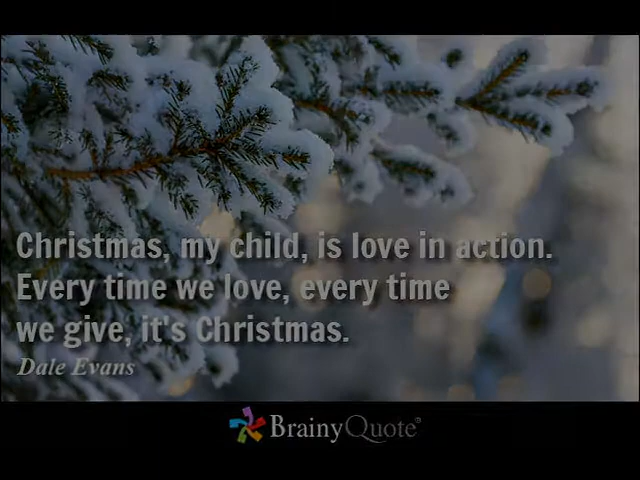 Christmas, my child, is love in action.
Every time we love, every time
we give, it's Christmas.
Dale Evans
BrainyQuote®